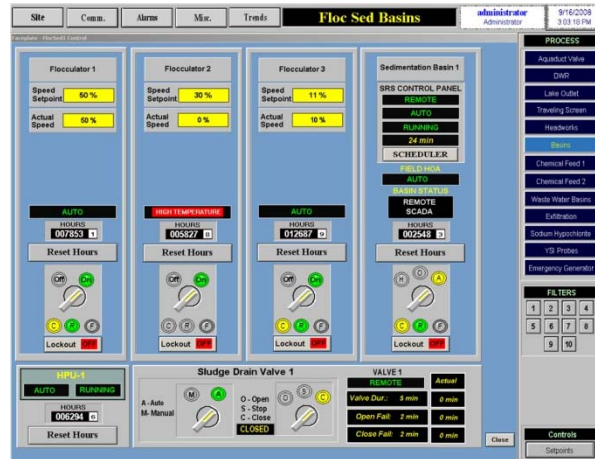 Site Comm. Alarms Misc. Trends Floc Sed Basins administrator 9/16/2008
Administrator 3:03:18 PM
Faceplate - FlocSed1 Control
Flocculator 1
Speed Setpoint 50 %
Actual Speed 50 %
AUTO
HOURS
007853 1
Reset Hours
Off On
C R F
Lockout OFF
Flocculator 2
Speed Setpoint 30 %
Actual Speed 0 %
HIGH TEMPERATURE
HOURS
005827 8
Reset Hours
Off On
C R F
Lockout OFF
Flocculator 3
Speed Setpoint 11 %
Actual Speed 10 %
AUTO
HOURS
012687
Reset Hours
Off On
C R F
Lockout OFF
Sedimentation Basin 1
SRS CONTROL PANEL
REMOTE
AUTO
RUNNING
24 min
SCHEDULER
FIELD HOA
AUTO
BASIN STATUS
REMOTE
SCADA
HOURS
002548 3
Reset Hours
H O A
C R F
Lockout OFF
HPU-1
AUTO RUNNING
HOURS
006294 6
Reset Hours
Sludge Drain Valve 1
A - Auto
M- Manual
M A
O - Open
S - Stop
C - Close
CLOSED
O S C
VALVE 1
REMOTE Actual
Valve Dur.: 5 min 0 min
Open Fail: 2 min 0 min
Close Fail: 2 min 0 min
Close
PROCESS
Aquaduct Valve
DWR
Lake Outlet
Traveling Screen
Headworks
Basins
Chemical Feed 1
Chemical Feed 2
Waste Water Basins
Exfiltration
Sodium Hypochlorite
YSI Probes
Emergency Generator
FILTERS
1 2 3 4
5 6 7 8
9 10
Controls
Setpoints